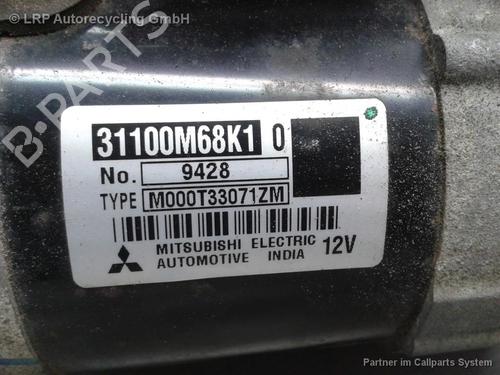 LRP Autorecycling GmbH
B-PARTS
31100M68K1 0
No. 9428
TYPE M000T33071ZM
MITSUBISHI ELECTRIC
AUTOMOTIVE INDIA 12V
Partner im Callparts System